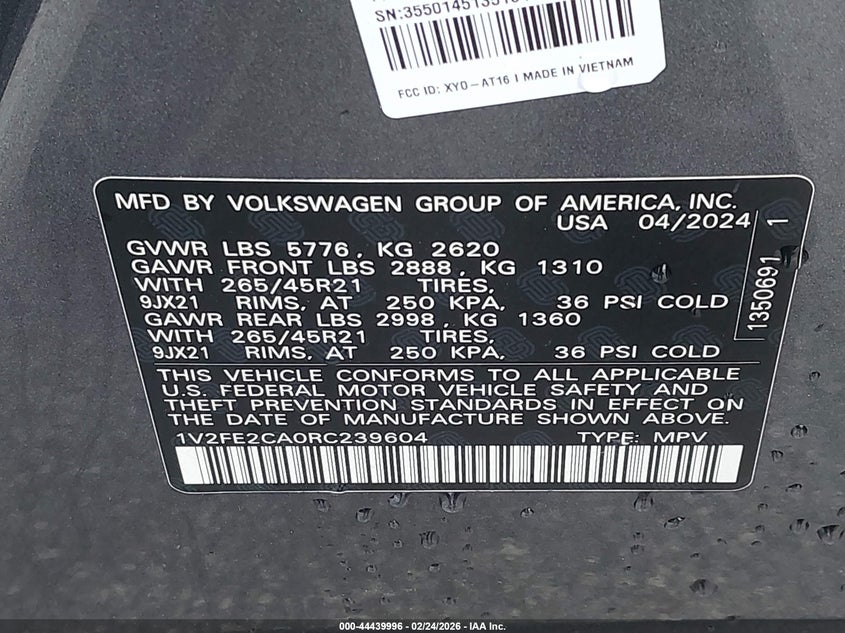 FCC ID: XYO-AT16 I MADE IN VIETNAM
MFD BY VOLKSWAGEN GROUP OF AMERICA, INC.
USA 04/2024
GVWR LBS 5776, KG 2620
GAWR FRONT LBS 2888, KG 1310
WITH 265/45R21 TIRES,
9JX21 RIMS, AT 250 KPA, 36 PSI COLD
GAWR REAR LBS 2998, KG 1360
WITH 265/45R21 TIRES,
9JX21 RIMS, AT 250 KPA, 36 PSI COLD
THIS VEHICLE CONFORMS TO ALL APPLICABLE
U.S. FEDERAL MOTOR VEHICLE SAFETY AND
THEFT PREVENTION STANDARDS IN EFFECT ON
THE DATE OF MANUFACTURE SHOWN ABOVE.
1V2FE2CA0RC239604 TYPE: MPV
1350691 1
000-44439996 - 02/24/2026 - IAA Inc.